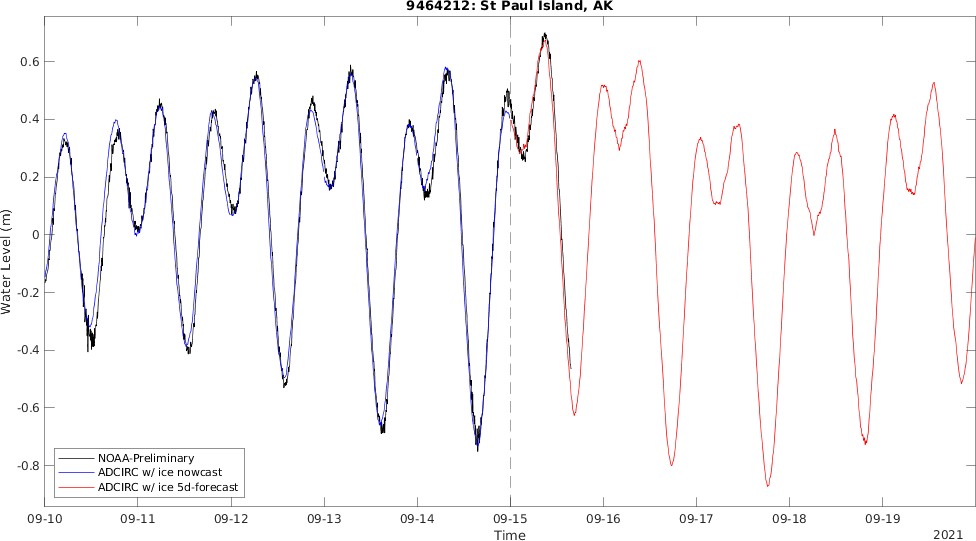 9464212: St Paul Island, AK
0.6
0.4
0.2
0
-0.2
-0.4
-0.6
-0.8
Water Level (m)
NOAA-Preliminary
ADCIRC w/ ice nowcast
ADCIRC w/ ice 5d-forecast
09-10 09-11 09-12 09-13 09-14 09-15 09-16 09-17 09-18 09-19
Time
2021